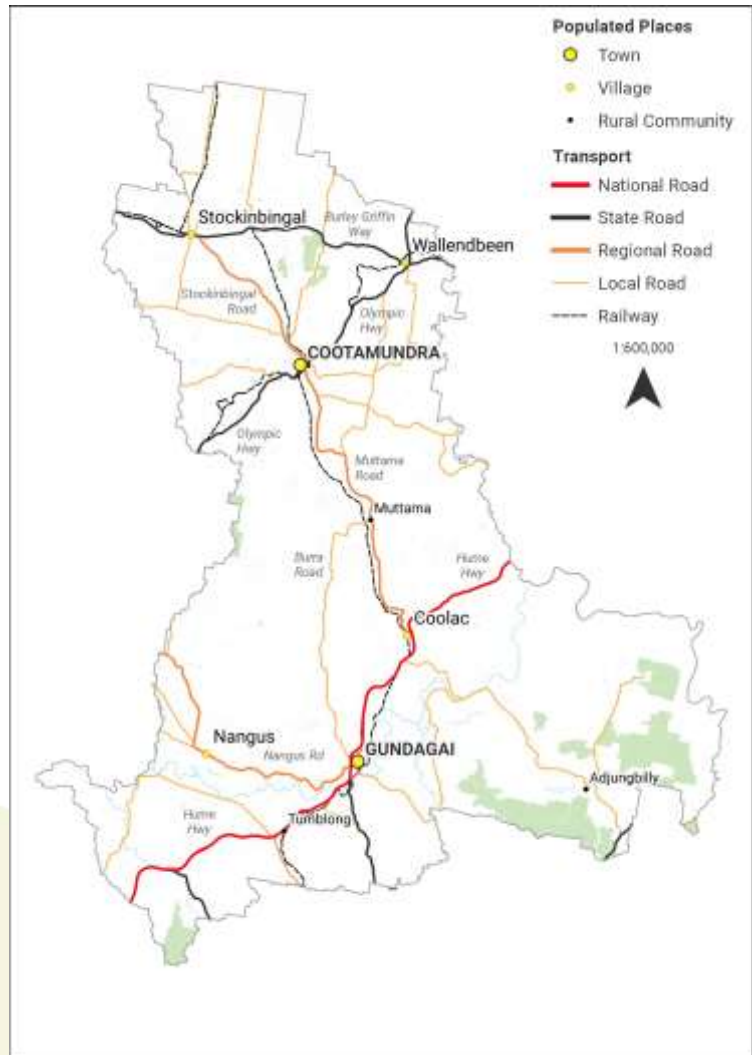 Populated Places
Town
Village
Rural Community
Transport
National Road
State Road
Regional Road
Local Road
Railway
1:600,000
Stockinbingal
Burley Griffin
Way
Wallendbeen
Stockinbingal
Road
Olympic
Hwy
COOTAMUNDRA
Olympic
Hwy
Muttama
Road
Muttama
Burra
Road
Hume
Hwy
Coolac
Nangus
Nangus Rd
GUNDAGAI
Adjungbilly
Hume
Hwy
Tumblong